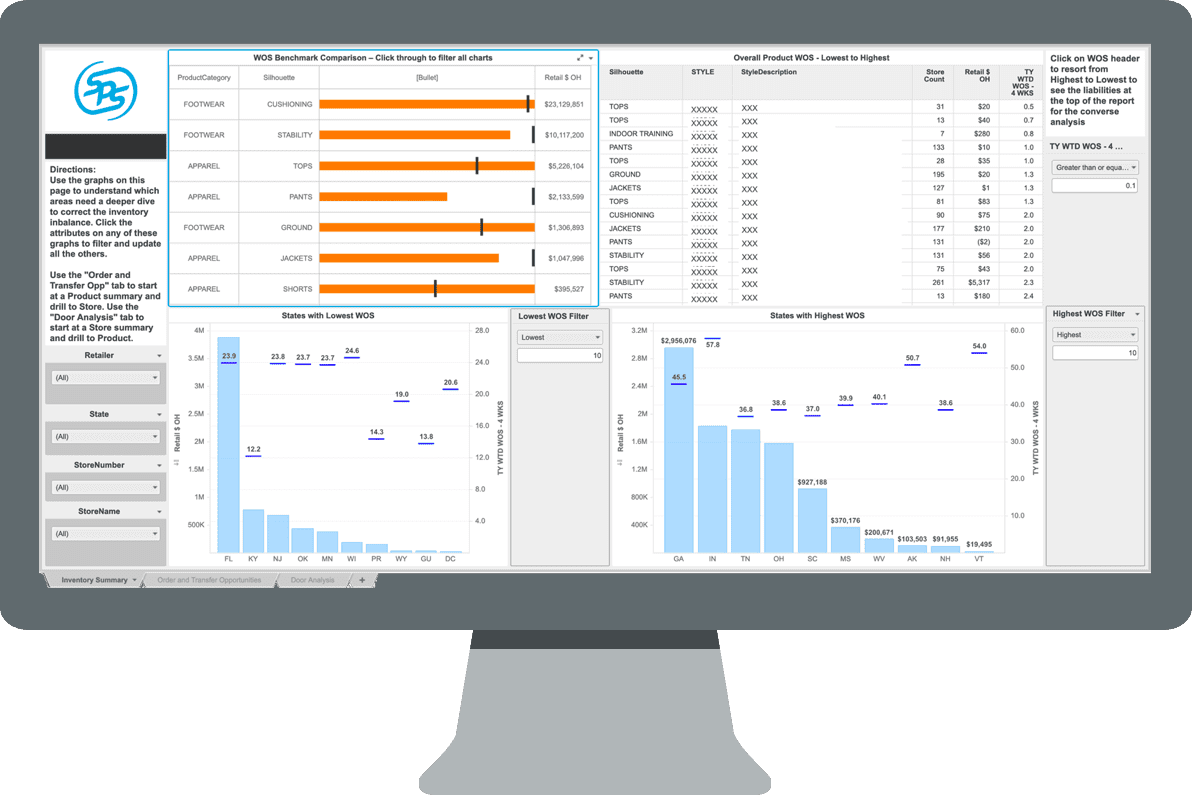 SPS
Directions:
Use the graphs on this
page to understand which
areas need a deeper dive
to correct the inventory
inbalance. Click the
attributes on any of these
graphs to filter and update
all the others.
Use the "Order and
Transfer Opp" tab to start
at a Product summary and
drill to Store. Use the
"Door Analysis" tab to
start at a Store summary
and drill to Product.
Retailer
(All)
State
(All)
StoreNumber
(All)
StoreName
(All)
WOS Benchmark Comparison – Click through to filter all charts
ProductCategory Silhouette [Bullet] Retail $ OH
FOOTWEAR CUSHIONING $23,129,851
FOOTWEAR STABILITY $10,117,200
APPAREL TOPS $5,226,104
APPAREL PANTS $2,133,599
FOOTWEAR GROUND $1,306,893
APPAREL JACKETS $1,047,996
APPAREL SHORTS $395,527
Overall Product WOS - Lowest to Highest
Silhouette STYLE StyleDescription Store Count Retail $ OH TY WTD WOS - 4 WKS
TOPS XXXXX XXX 31 $20 0.5
TOPS XXXXX XXX 13 $40 0.7
INDOOR TRAINING XXXXX XXX 7 $280 0.8
PANTS XXXXX XXX 133 $10 1.0
TOPS XXXXX XXX 28 $35 1.0
GROUND XXXXX XXX 195 $20 1.3
JACKETS XXXXX XXX 127 $1 1.3
TOPS XXXXX XXX 81 $83 1.3
CUSHIONING XXXXX XXX 90 $75 2.0
JACKETS XXXXX XXX 177 $210 2.0
PANTS XXXXX XXX 131 ($2) 2.0
STABILITY XXXXX XXX 131 $56 2.0
TOPS XXXXX XXX 75 $43 2.0
STABILITY XXXXX XXX 261 $5,317 2.3
PANTS XXXXX XXX 13 $180 2.4
Click on WOS header
to resort from
Highest to Lowest to
see the liabilities at
the top of the report
for the converse
analysis
TY WTD WOS - 4 ...
Greater than or equa...
0.1
States with Lowest WOS
Retail $ OH
4M
3.5M
3M
2.5M
2M
1.5M
1M
500K
23.9 12.2 23.8 23.7 23.7 24.6 14.3 19.0 13.8 20.6
FL KY NJ OK MN WI PR WY GU DC
28.0
24.0
20.0
16.0
12.0
8.0
4.0
TY WTD WOS - 4 WKS
Lowest WOS Filter
Lowest
10
States with Highest WOS
Retail $ OH
3.2M
2.8M
2.4M
2M
1.6M
1.2M
800K
400K
45.5 57.8 36.8 38.6 37.0 39.9 40.1 50.7 38.6 54.0
$2,956,076 $927,188 $370,176 $200,671 $103,503 $91,955 $19,495
GA IN TN OH SC MS WV AK NH VT
60.0
50.0
40.0
30.0
20.0
10.0
TY WTD WOS - 4 WKS
Highest WOS Filter
Highest
10
Inventory Summary Order and Transfer Opportunities Door Analysis +